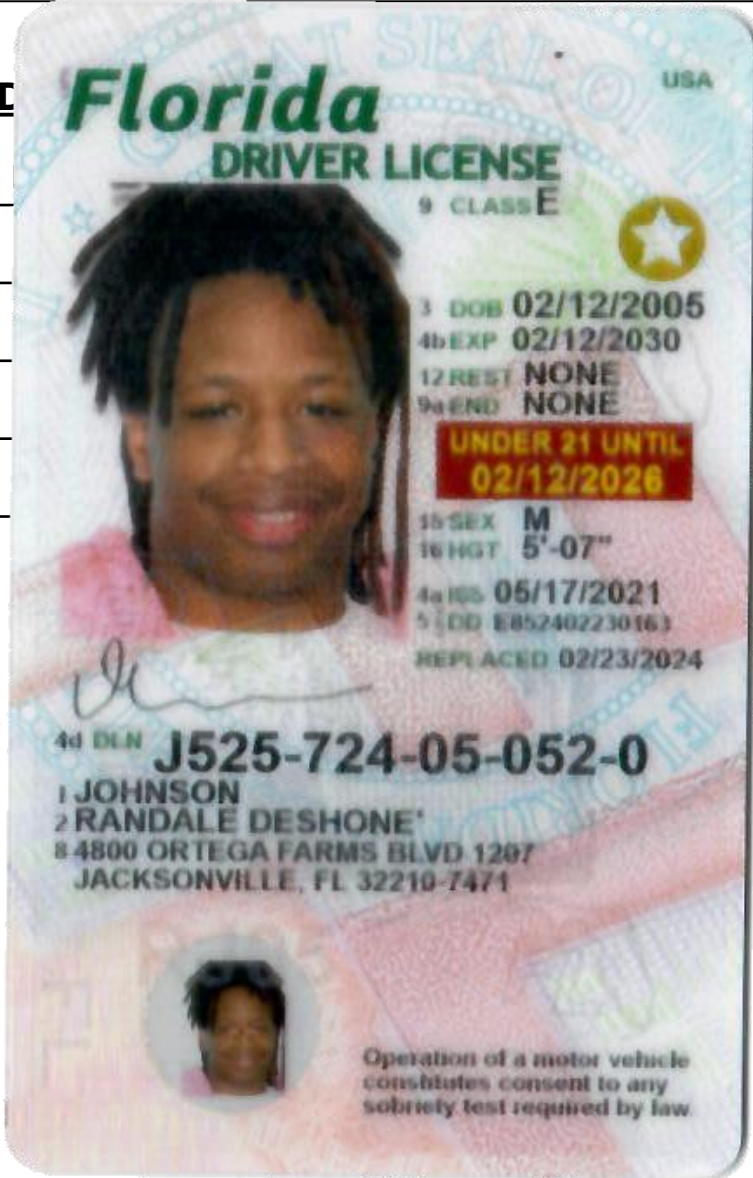 USA
Florida
DRIVER LICENSE
9 CLASS E
3 DOB 02/12/2005
4b EXP 02/12/2030
12 REST NONE
9a END NONE
UNDER 21 UNTIL
02/12/2026
15 SEX M
16 HGT 5'-07"
4a ISS 05/17/2021
5 DD E852402230163
REPLACED 02/23/2024
4d DLN J525-724-05-052-0
1 JOHNSON
2 RANDALE DESHONE'
8 4800 ORTEGA FARMS BLVD 1207
JACKSONVILLE, FL 32210-7471
Operation of a motor vehicle
constitutes consent to any
sobriety test required by law.